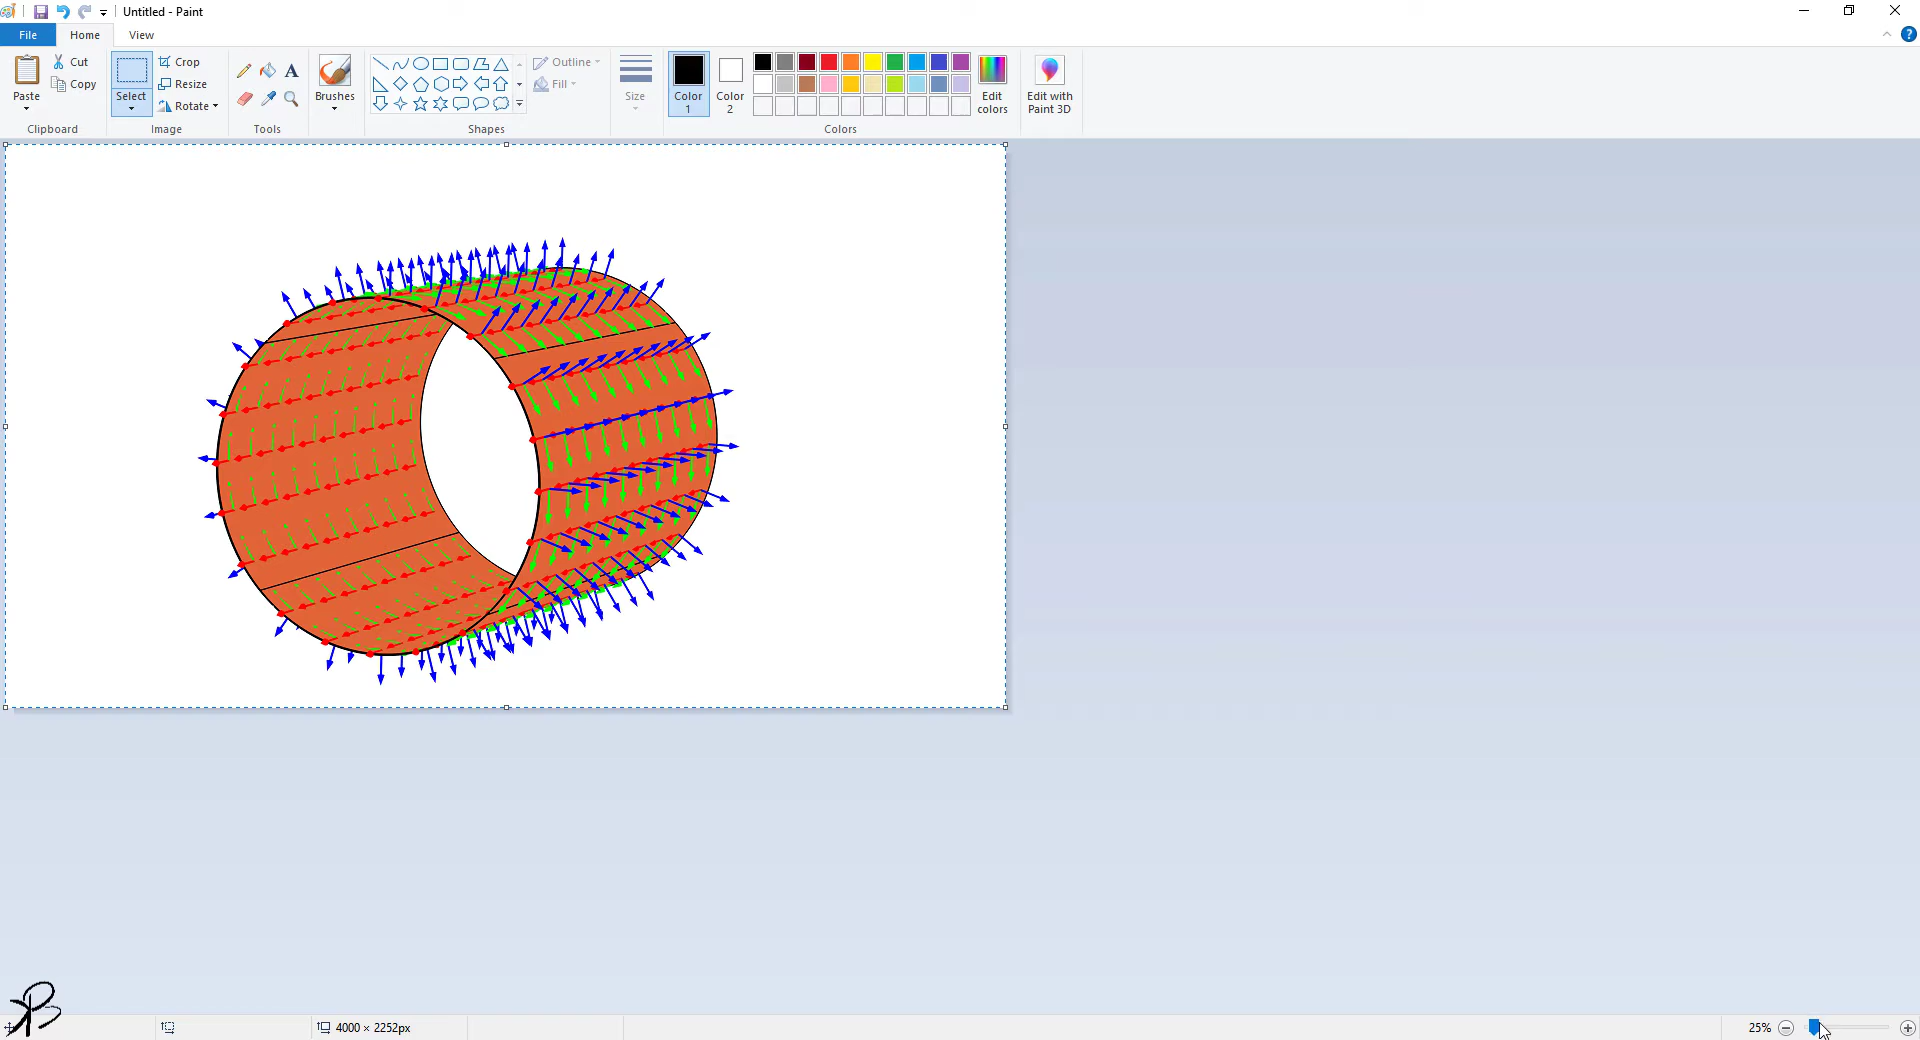 Untitled - Paint
File Home View
Paste
Cut
Copy
Clipboard
Select
Crop
Resize
Rotate
Image
A
Tools
Brushes
Outline
Fill
Shapes
Size
Color
1
Color
2
Edit
colors
Colors
Edit with
Paint 3D
4000 × 2252px
25%